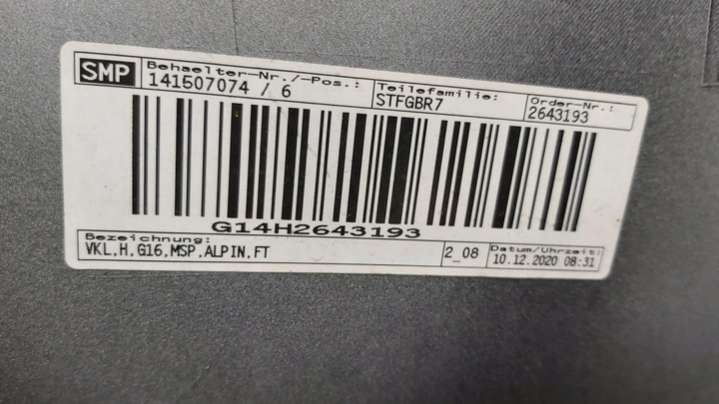 SMP
Behaelter-Nr./-Pos.:
141507074 / 6
Teilefamilie:
STFGBR7
Order-Nr.:
2643193
G14H2643193
Bezeichnung:
VKL.H.G16.MSP.ALPIN.FT
2_08
Datum/Uhrzeit:
10.12.2020 08:31